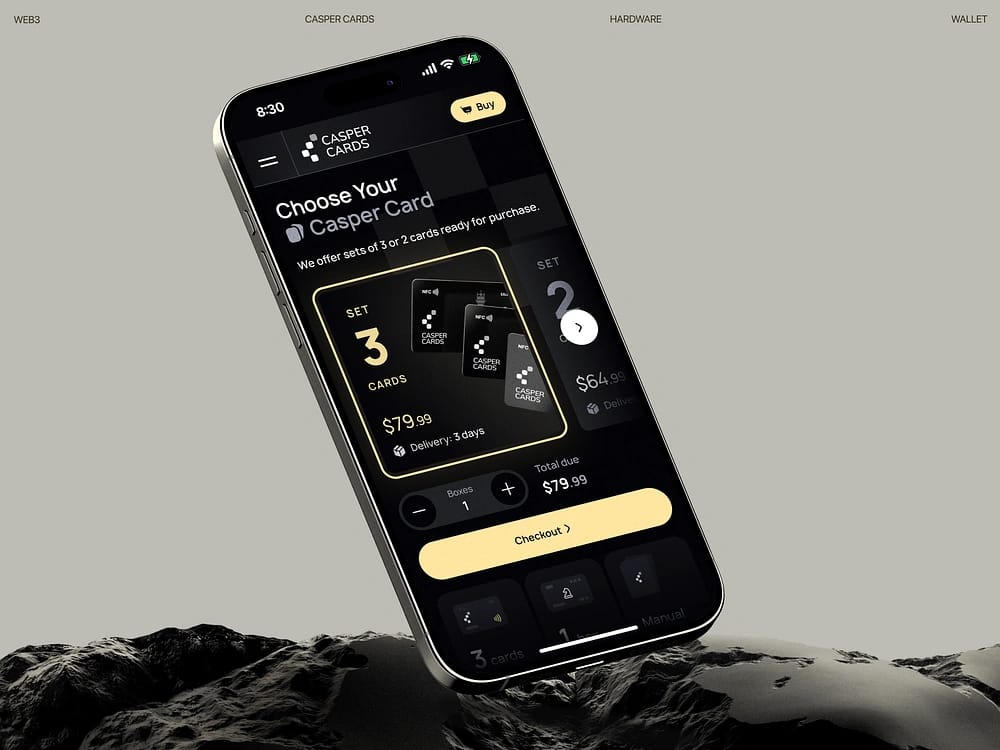 WEB3
CASPER CARDS
HARDWARE
WALLET
8:30
CASPER
CARDS
Buy
Choose Your
Casper Card
We offer sets of 3 or 2 cards ready for purchase.
SET
3
CARDS
$79.99
Delivery: 3 days
NFC
CASPER
CARDS
NFC
CASPER
CARDS
NFC
CASPER
CARDS
SET
2
$64.99
Boxes
1
Total due
$79.99
Checkout
3 cards
1
Manual